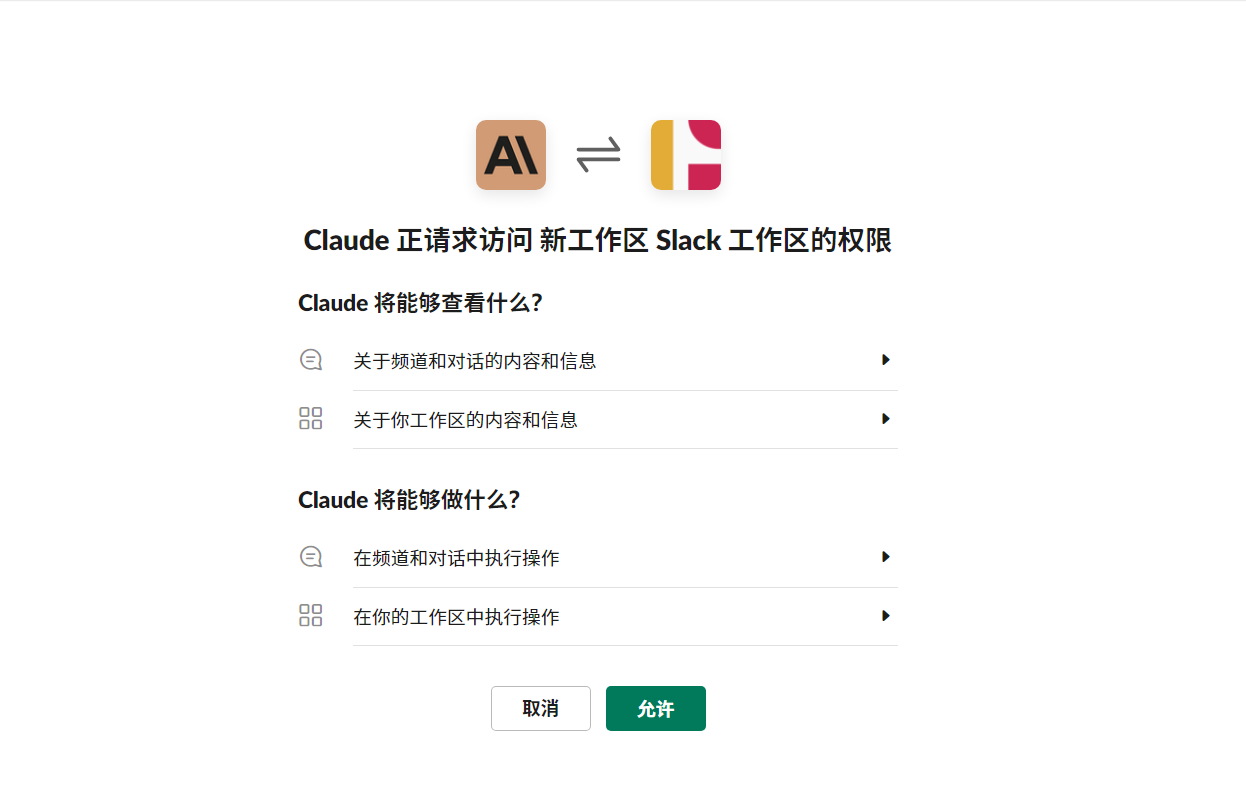 Claude 正请求访问 新工作区 Slack 工作区的权限
Claude 将能够查看什么？
关于频道和对话的内容和信息
关于你工作区的内容和信息
Claude 将能够做什么？
在频道和对话中执行操作
在你的工作区中执行操作
取消
允许